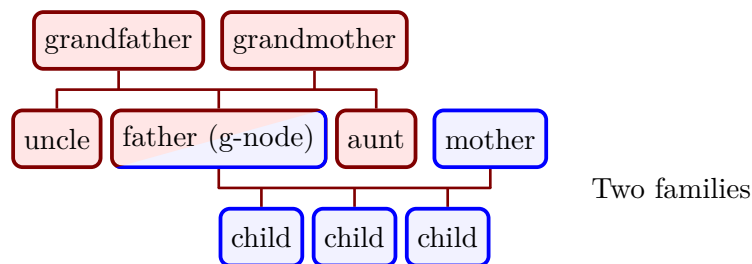 grandfather grandmother
uncle father (g-node) aunt mother
Two families
child child child